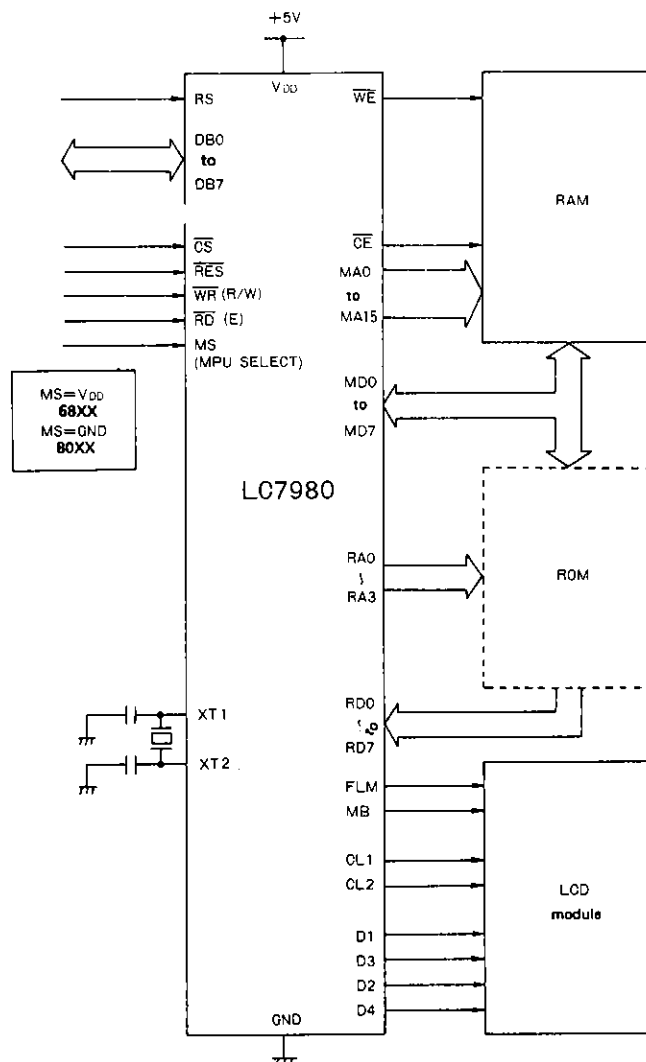 +5V
VDD
RS
DB0
to
DB7
CS
RES
WR (R/W)
RD (E)
MS
(MPU SELECT)
MS=VDD
68XX
MS=GND
80XX
LC7980
XT1
XT2
GND
WE
CE
MA0
to
MA15
MD0
to
MD7
RA0
≀
RA3
RD0
≀ to
RD7
FLM
MB
CL1
CL2
D1
D3
D2
D4
RAM
ROM
LCD
module